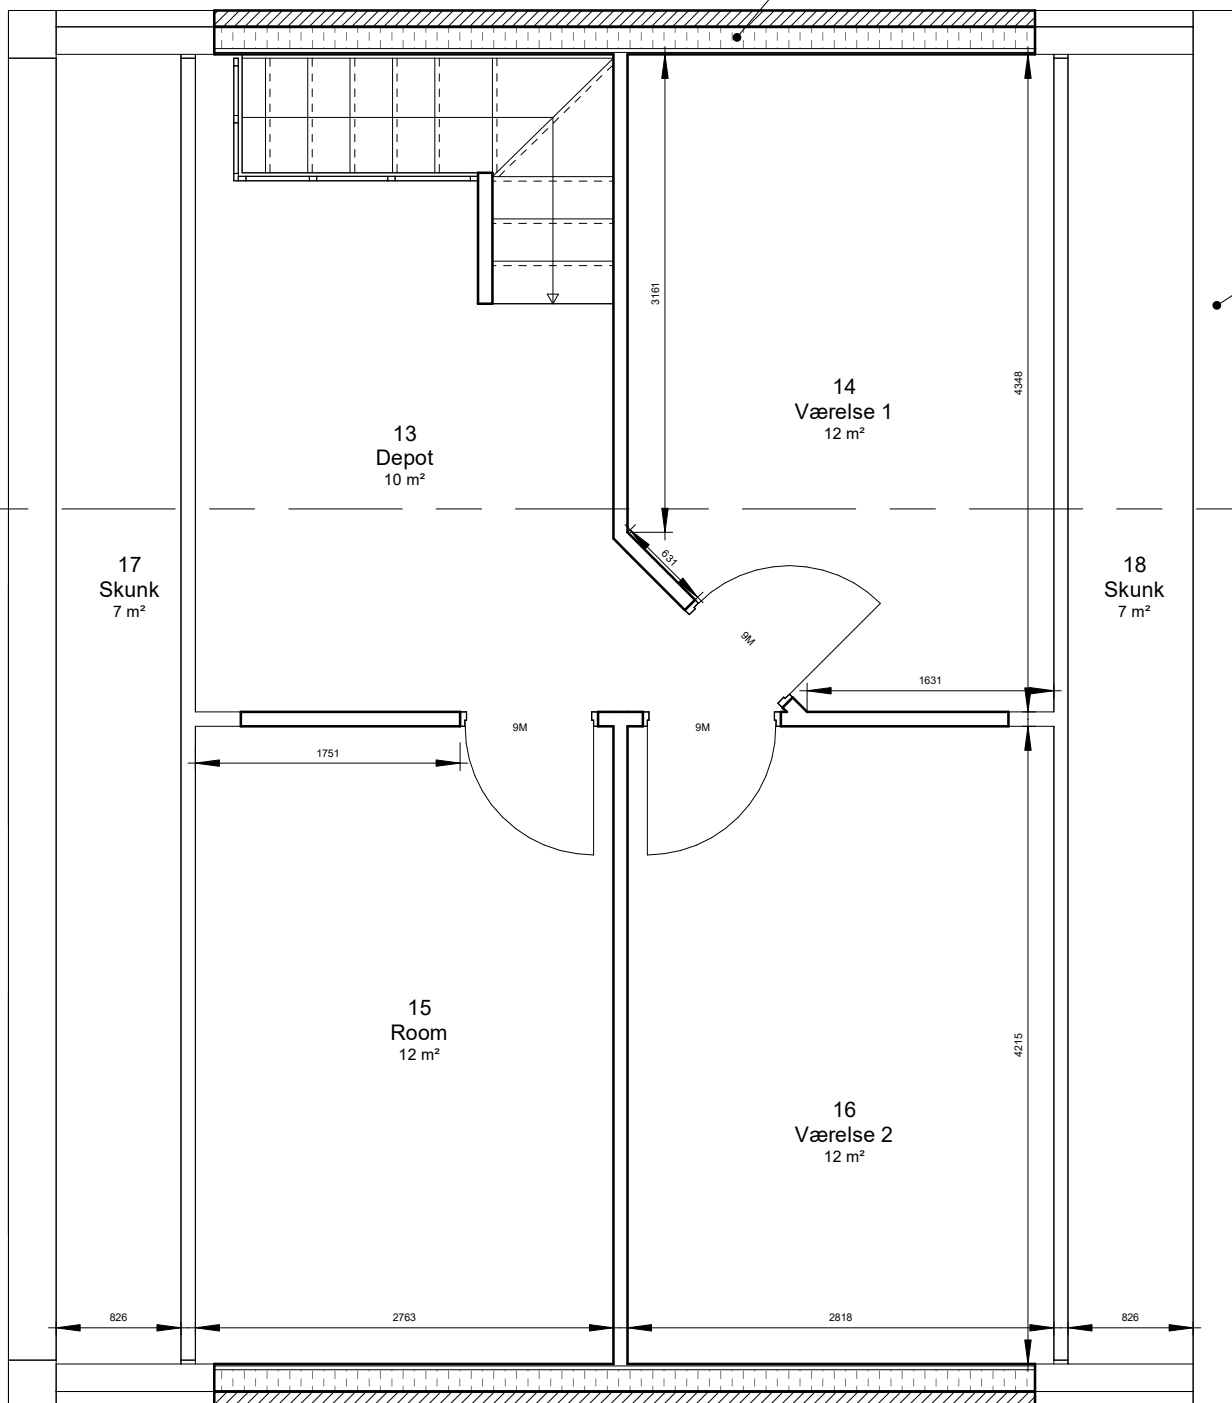 3161
4348
14
Værelse 1
12 m²
13
Depot
10 m²
17
Skunk
7 m²
631
18
Skunk
7 m²
9M
1631
9M
9M
1751
15
Room
12 m²
4215
16
Værelse 2
12 m²
826
2763
2818
826